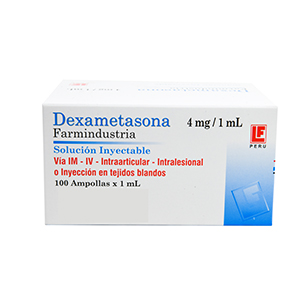 Dexametasona
4 mg / 1 mL
Farmindustria
Solución Inyectable
Vía IM - IV - Intraarticular - Intralesional
o Inyección en tejidos blandos
100 Ampollas x 1 mL
LF
PERU